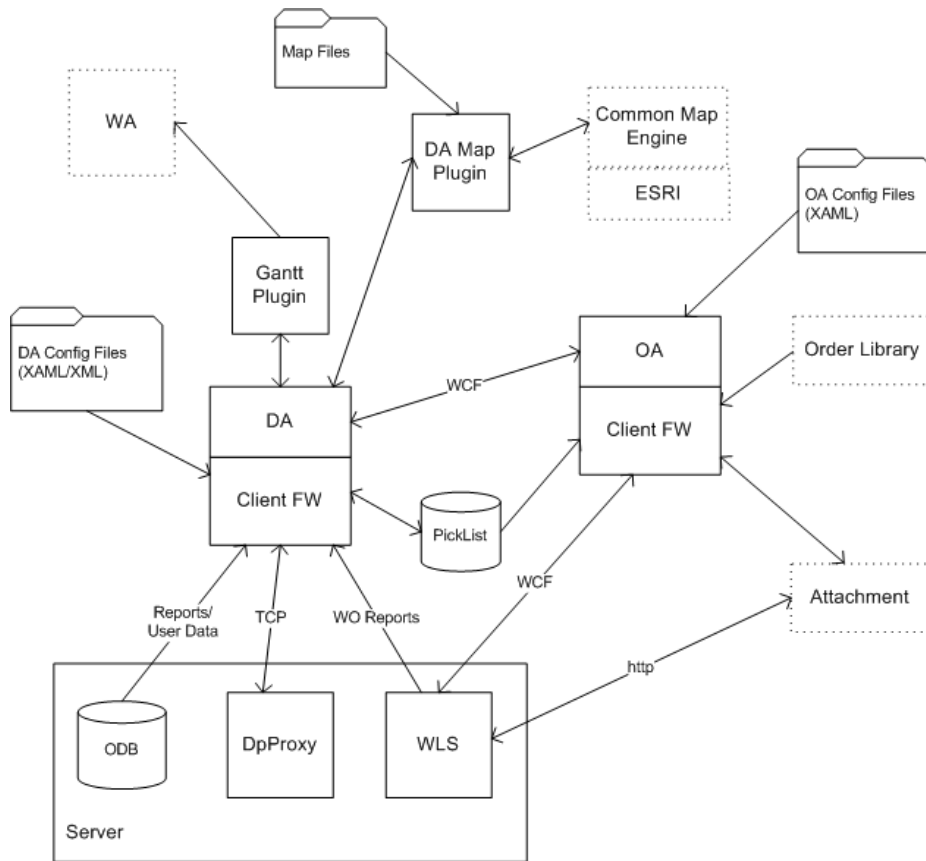 Map Files
WA
Common Map
Engine
DA Map
Plugin
ESRI
OA Config Files
(XAML)
Gantt
Plugin
DA Config Files
(XAML/XML)
OA
Order Library
WCF
DA
Client FW
Client FW
PickList
WCF
Attachment
Reports/
User Data
TCP
WO Reports
http
ODB
DpProxy
WLS
Server